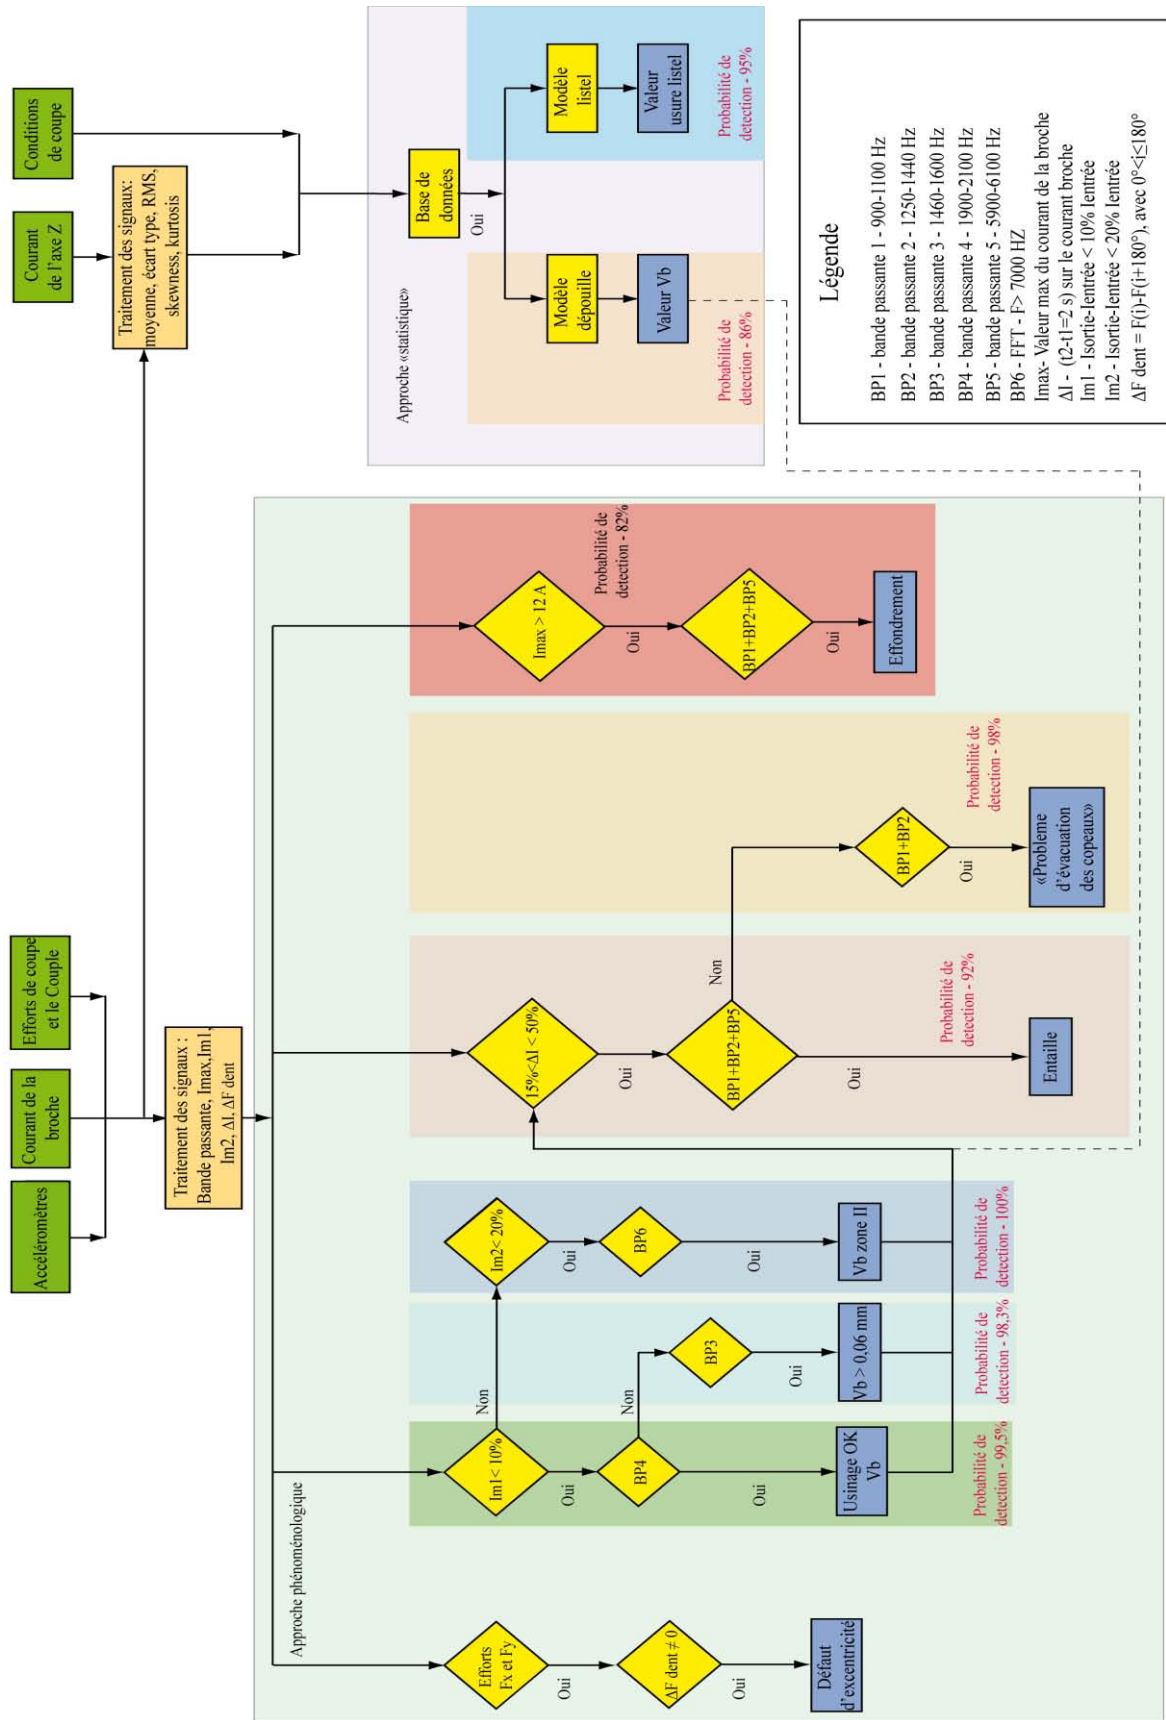 Accéléromètres
Courant de la
broche
Efforts de coupe
et le Couple
Courant
de l'axe Z
Conditions
de coupe
Traitement des signaux :
Bande passante, Imax,Im1,
Im2, ΔI, ΔF dent
Traitement des signaux:
moyenne, écart type, RMS,
skewness, kurtosis
Approche phénoménologique
Efforts
Fx et Fy
Oui
ΔF dent ≠ 0
Oui
Défaut
d'excentricité
Im1< 10%
Non
Oui
BP4
Non
Oui
Usinage OK
Vb
Probabilité de
detection - 99,5%
BP3
Oui
Vb > 0,06 mm
Probabilité de
detection - 98,3%
Im2< 20%
Oui
BP6
Oui
Vb zone II
Probabilité de
detection - 100%
15%<ΔI < 50%
Oui
BP1+BP2+BP5
Non
Oui
Entaille
Probabilité de
detection - 92%
BP1+BP2
Oui
«Probleme
d'évacuation
des copeaux»
Probabilité de
detection - 98%
Imax > 12 A
Probabilité de
detection - 82%
Oui
BP1+BP2+BP5
Oui
Effondrement
Approche «statistique»
Base de
données
Oui
Modèle
dépouille
Valeur Vb
Probabilité de
detection - 86%
Modèle
listel
Valeur
usure listel
Probabilité de
detection - 95%
Légende
BP1 - bande passante 1 - 900-1100 Hz
BP2 - bande passante 2 - 1250-1440 Hz
BP3 - bande passante 3 - 1460-1600 Hz
BP4 - bande passante 4 - 1900-2100 Hz
BP5 - bande passante 5 - 5900-6100 Hz
BP6 - FFT - F> 7000 HZ
Imax- Valeur max du courant de la broche
ΔI - (t2-t1=2 s) sur le courant broche
Im1 - Isortie-Ientrée < 10% Ientrée
Im2 - Isortie-Ientrée < 20% Ientrée
ΔF dent = F(i)-F(i+180°), avec 0°<i≤180°